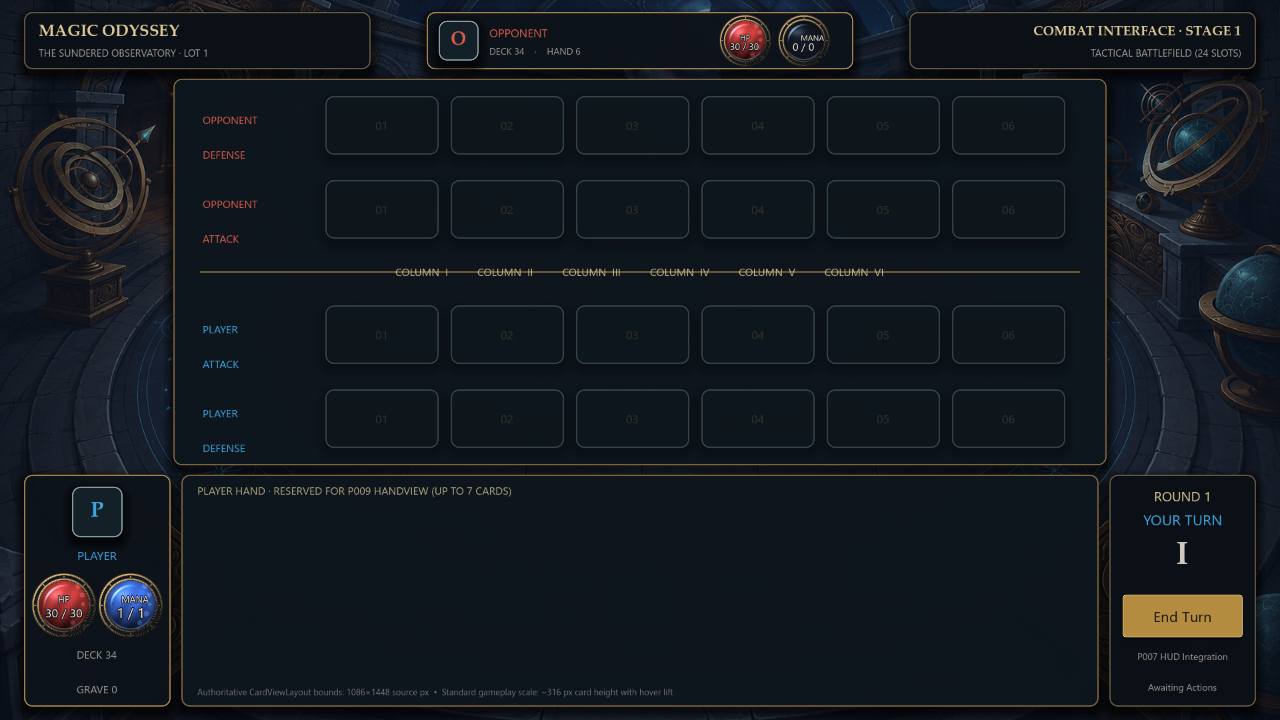 MAGIC ODYSSEY
THE SUNDERED OBSERVATORY · LOT 1
O
OPPONENT
DECK 34 · HAND 6
HP
30 / 30
MANA
0 / 0
COMBAT INTERFACE · STAGE 1
TACTICAL BATTLEFIELD (24 SLOTS)
OPPONENT
DEFENSE
01 02 03 04 05 06
OPPONENT
ATTACK
01 02 03 04 05 06
COLUMN I COLUMN II COLUMN III COLUMN IV COLUMN V COLUMN VI
PLAYER
ATTACK
01 02 03 04 05 06
PLAYER
DEFENSE
01 02 03 04 05 06
P
PLAYER
HP
30 / 30
MANA
1 / 1
DECK 34
GRAVE 0
PLAYER HAND · RESERVED FOR P009 HANDVIEW (UP TO 7 CARDS)
Authoritative CardViewLayout bounds: 1086×1448 source px • Standard gameplay scale: ~316 px card height with hover lift
ROUND 1
YOUR TURN
I
End Turn
P007 HUD Integration
Awaiting Actions